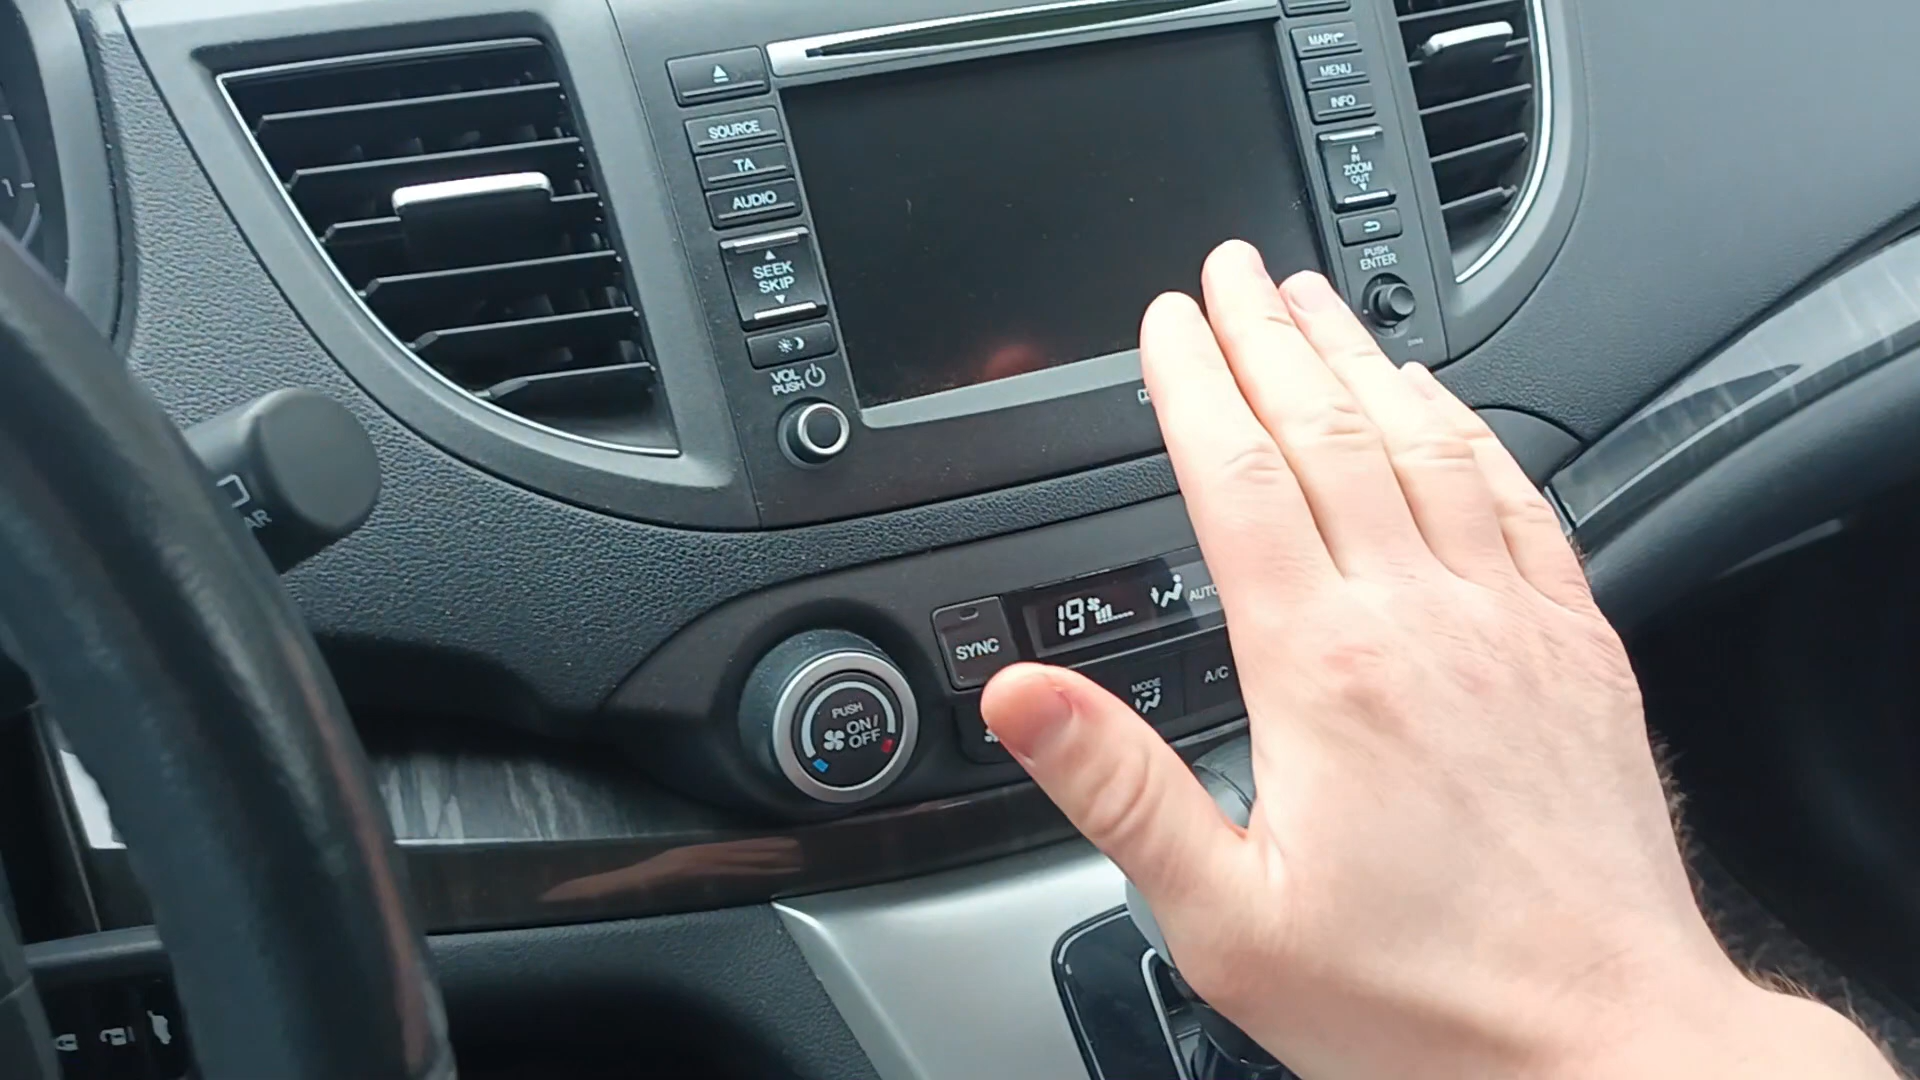 SOURCE
TA
AUDIO
SEEK
SKIP
VOL
PUSH
MAP/
MENU
INFO
IN
ZOOM
OUT
PUSH
ENTER
1
SYNC
19
AUTO
MODE
A/C
PUSH
ON/
OFF